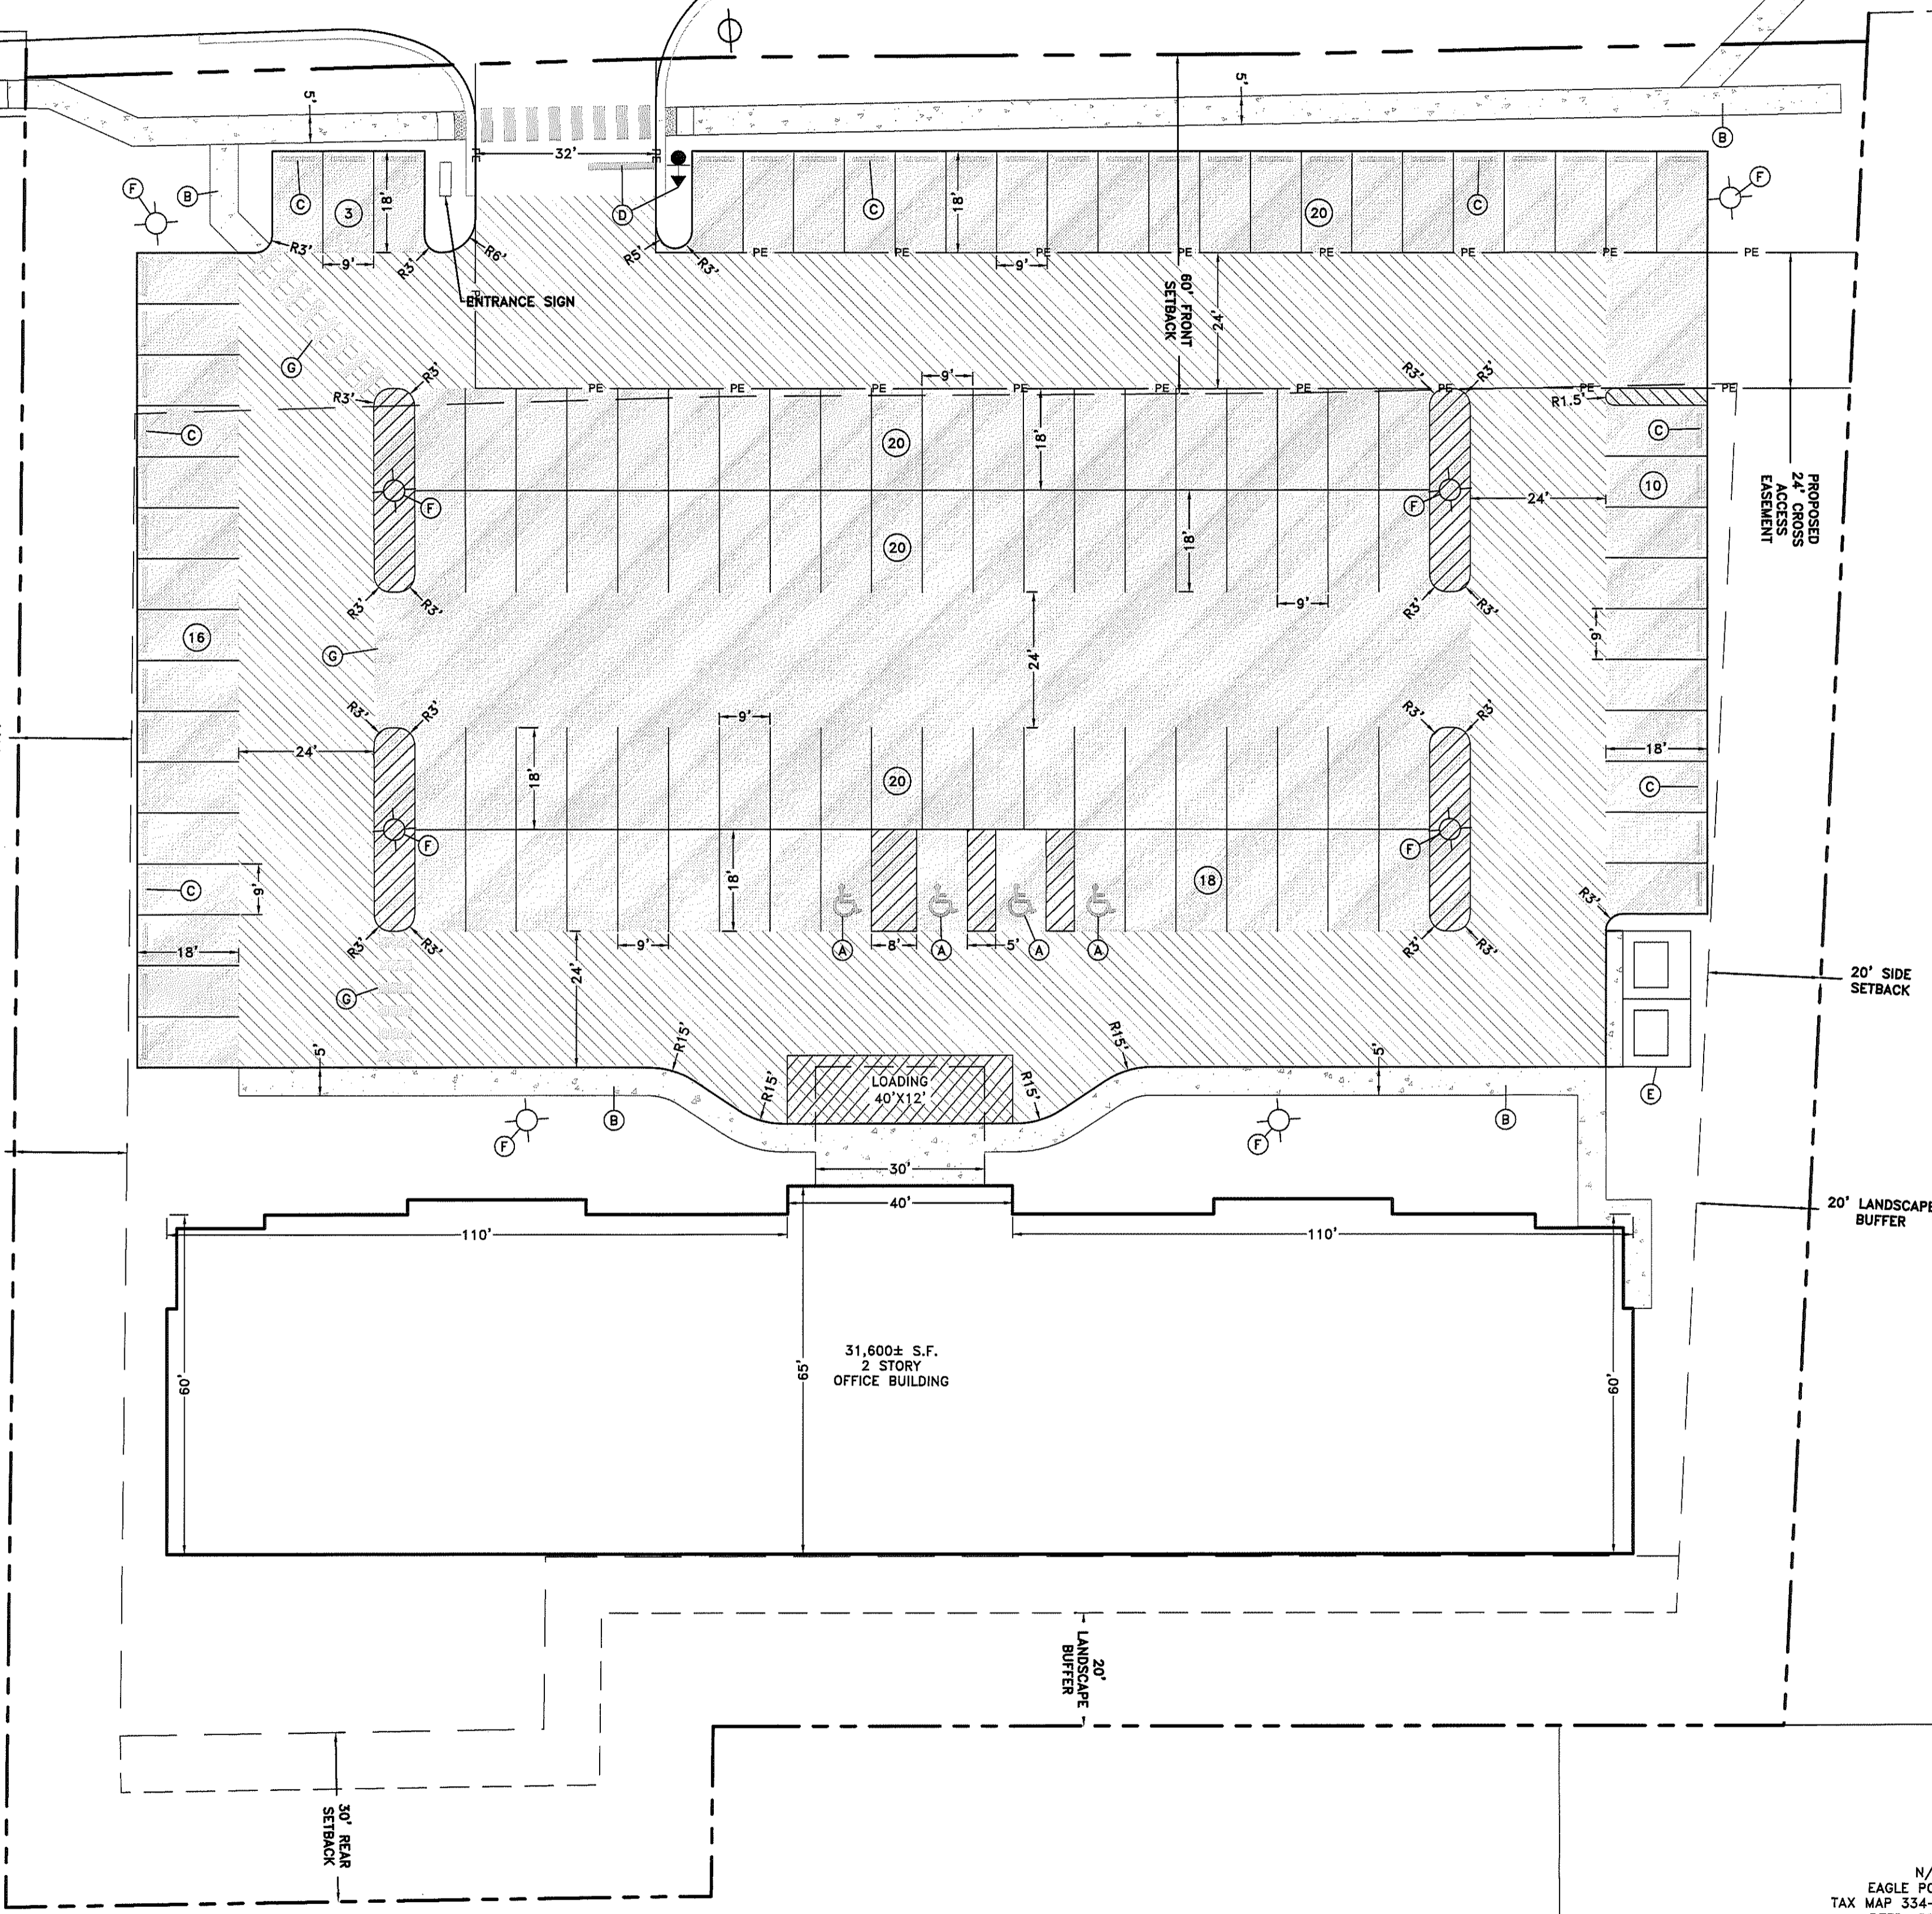 5'
5'
B
32'
F
B
C
3
18'
D
C
18'
20
C
F
R3'
9'
R3'
R6'
R5'
R3'
PE
PE
9'
PE
PE
PE
PE
PE
PE
PE
ENTRANCE SIGN
60' FRONT
SETBACK
24'
G
R3'
R3'
PE
PE
PE
9'
PE
PE
PE
R3'
PE
R3'
PE
PE
R1.5'
C
20
18'
C
PROPOSED
24' CROSS
ACCESS
EASEMENT
F
F
24'
10
20
18'
R3'
R3'
9'
R3'
R3'
16
G
24'
9'
R3'
R3'
9'
R3'
R3'
24'
18'
20
18'
C
F
F
C
9'
18'
18
R3'
R3'
R3'
9'
A
8'
A
5'
A
A
R3'
R3'
18'
24'
G
20' SIDE
SETBACK
5'
R15'
R15'
LOADING
40'X12'
R15'
R15'
5'
E
F
B
F
B
30'
40'
110'
110'
20' LANDSCAPE
BUFFER
60'
65'
60'
31,600± S.F.
2 STORY
OFFICE BUILDING
20'
LANDSCAPE
BUFFER
30' REAR
SETBACK
N/
EAGLE PO
TAX MAP 334-